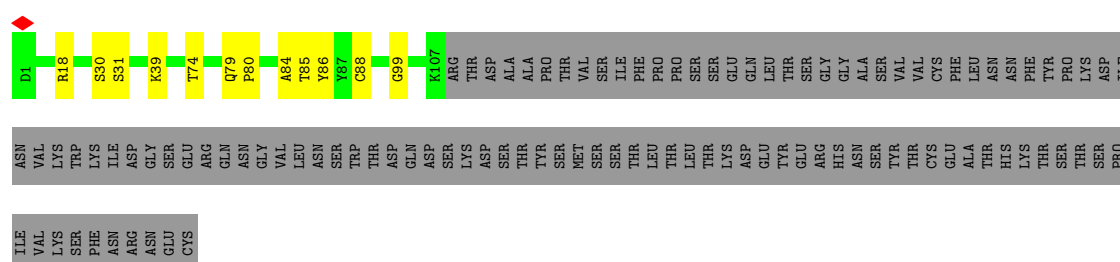 D1 R18 S30 S31 K39 T74 Q79 P80 A84 T85 Y86 Y87 C88 G99 K107 ARG THR ASP ALA ALA PRO THR VAL SER ILE PHE PRO PRO SER SER GLU GLN LEU THR SER GLY GLY ALA SER VAL VAL CYS PHE LEU ASN ASN PHE TYR PRO LYS ASP ILE
ASN VAL LYS TRP LYS ILE ASP GLY SER GLU ARG GLN ASN GLY VAL LEU ASN SER TRP THR ASP GLN ASP SER LYS ASP SER THR TYR SER MET SER SER THR LEU THR LEU THR LYS ASP GLU TYR GLU ARG HIS ASN SER TYR THR CYS GLU ALA THR HIS LYS THR SER THR SER PRO
ILE VAL LYS SER PHE ASN ARG ASN GLU CYS